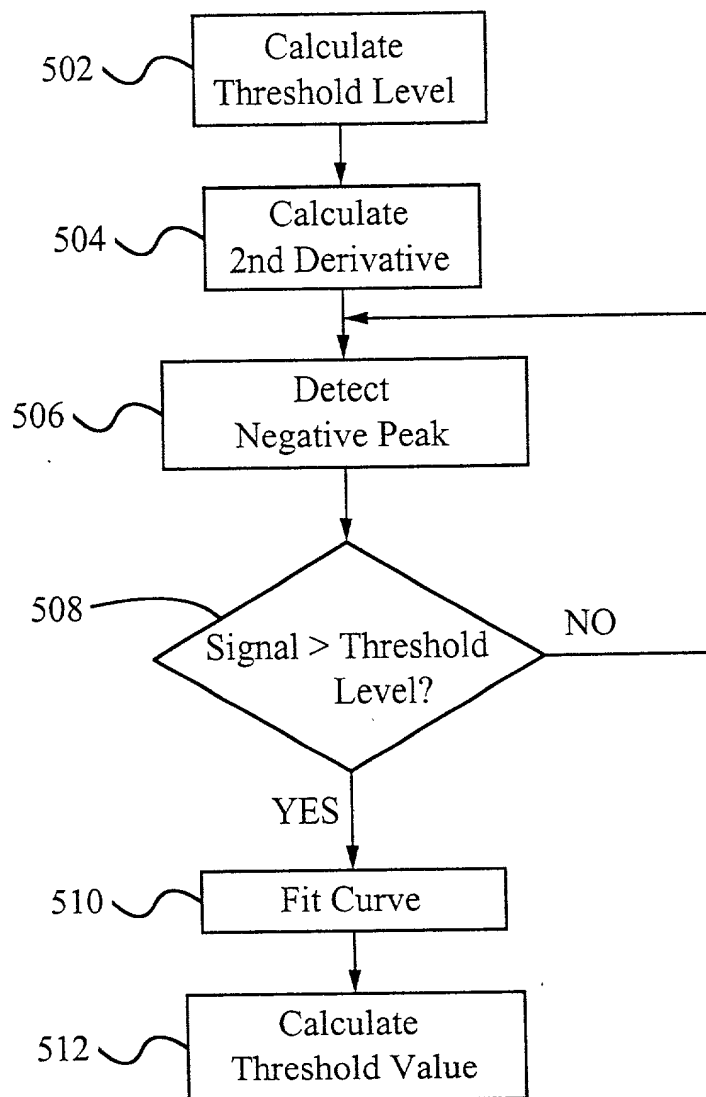 502
Calculate
Threshold Level
504
Calculate
2nd Derivative
506
Detect
Negative Peak
508
Signal > Threshold
Level?
NO
YES
510
Fit Curve
512
Calculate
Threshold Value